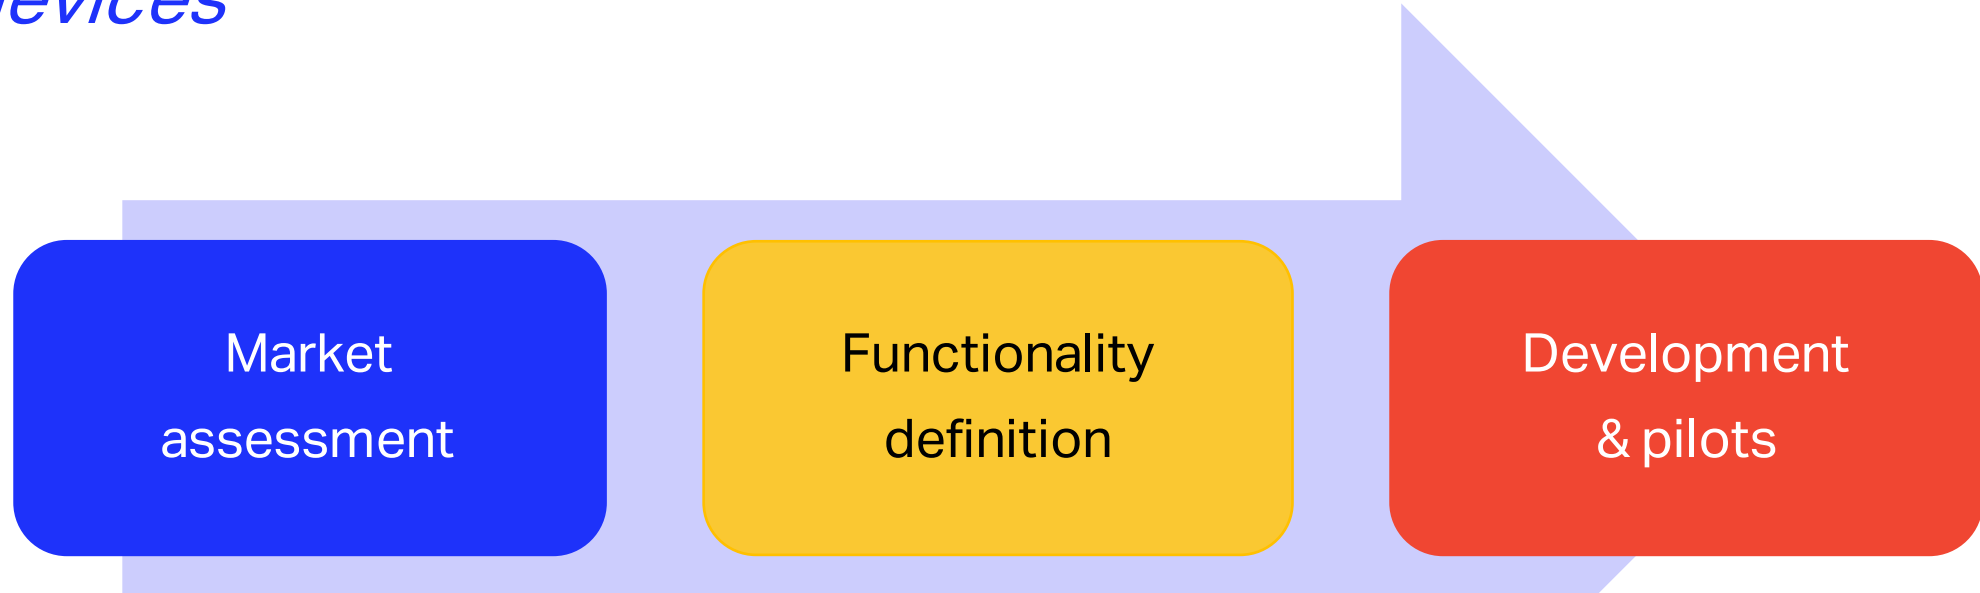 Market
assessment
Functionality
definition
Development
& pilots